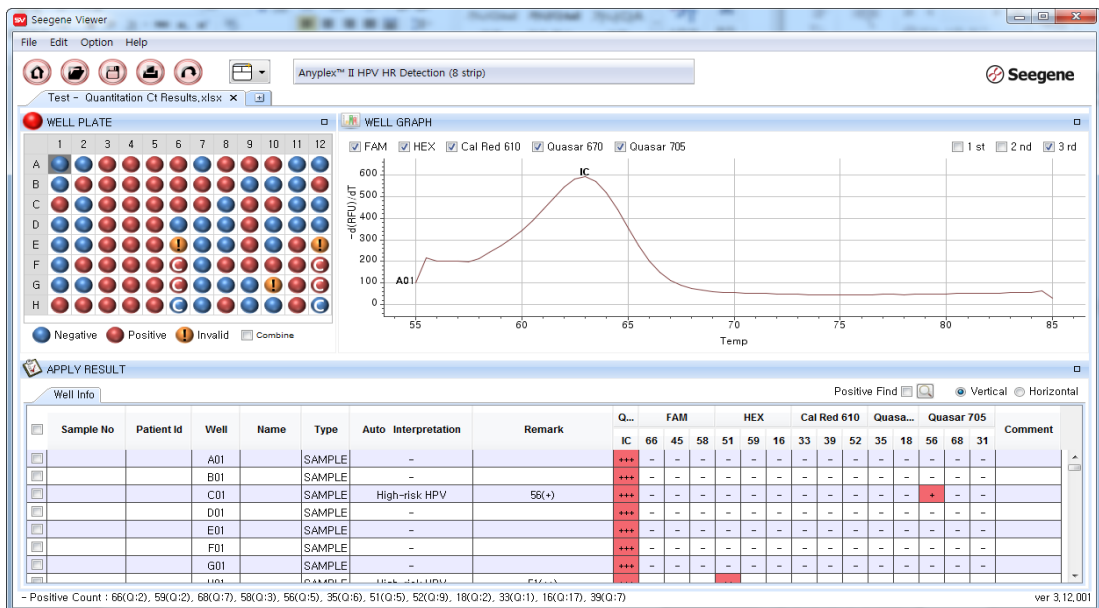 Seegene Viewer
File Edit Option Help
Anyplex™ II HPV HR Detection (8 strip)
Seegene
Test - Quantitation Ct Results,xlsx
WELL PLATE
1 2 3 4 5 6 7 8 9 10 11 12
A
B
C
D
E
F C C
G C C
H C C
Negative Positive Invalid Combine
WELL GRAPH
FAM HEX Cal Red 610 Quasar 670 Quasar 705 1 st 2 nd 3 rd
-d(RFU)/dT
600
500
400
300
200
100
0
IC
A01
55 60 65 70 75 80 85
Temp
APPLY RESULT
Well Info
Positive Find Vertical Horizontal
Sample No Patient Id Well Name Type Auto Interpretation Remark Q... FAM HEX Cal Red 610 Quasa... Quasar 705 Comment
IC 66 45 58 51 59 16 33 39 52 35 18 56 68 31
A01 SAMPLE - +++ - - - - - - - - - - - - - -
B01 SAMPLE - +++ - - - - - - - - - - - - - -
C01 SAMPLE High-risk HPV 56(+) +++ - - - - - - - - - - - + - -
D01 SAMPLE - +++ - - - - - - - - - - - - - -
E01 SAMPLE - +++ - - - - - - - - - - - - - -
F01 SAMPLE - +++ - - - - - - - - - - - - - -
G01 SAMPLE - +++ - - - - - - - - - - - - - -
- Positive Count : 66(Q:2), 59(Q:2), 68(Q:7), 58(Q:3), 56(Q:5), 35(Q:6), 51(Q:5), 52(Q:9), 18(Q:2), 33(Q:1), 16(Q:17), 39(Q:7)
ver 3,12,001